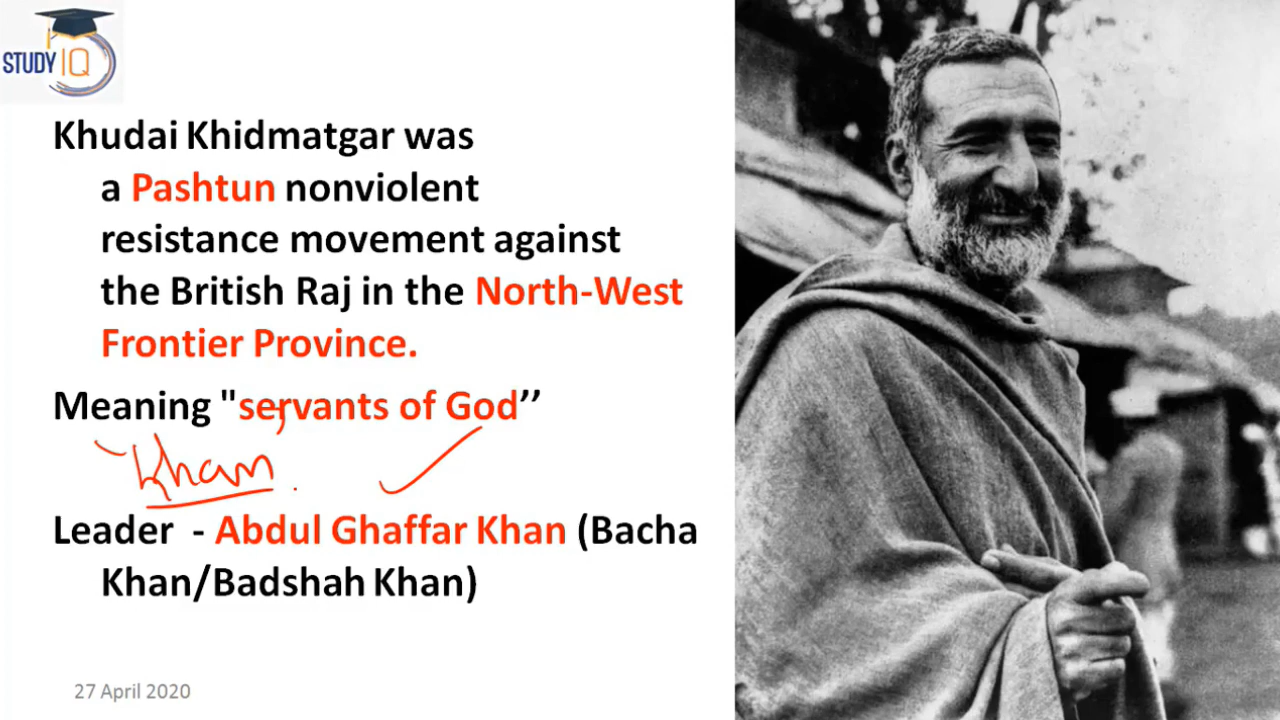 STUDY IQ
Khudai Khidmatgar was
a Pashtun nonviolent
resistance movement against
the British Raj in the North-West
Frontier Province.
Meaning "servants of God’’
Khan
Leader - Abdul Ghaffar Khan (Bacha
Khan/Badshah Khan)
27 April 2020